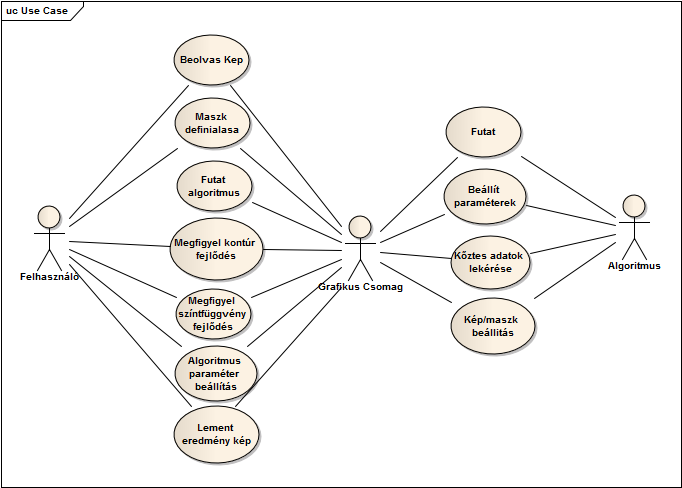 uc Use Case
Beolvas Kep
Maszk
definialasa
Futat
algoritmus
Megfigyel kontúr
fejlődés
Megfigyel
színtfüggvény
fejlődés
Algoritmus
paraméter
beállítás
Lement
eredmény kép
Felhasználó
Grafikus Csomag
Futat
Beállít
paraméterek
Köztes adatok
lekérése
Kép/maszk
beállitás
Algoritmus